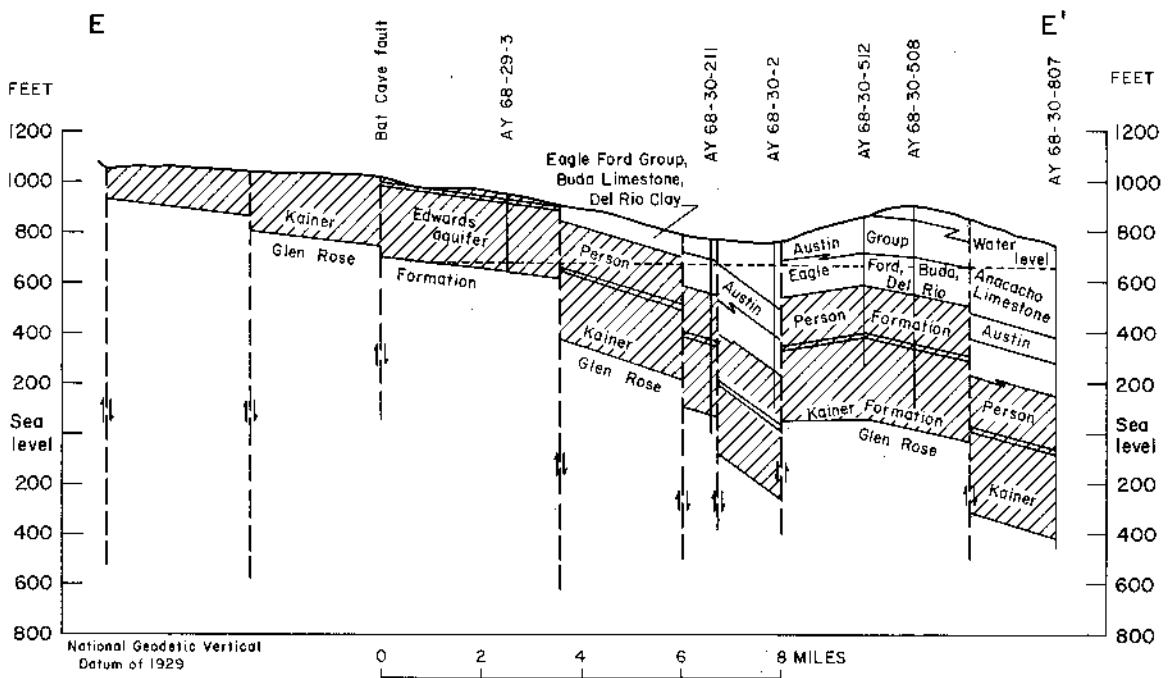 E
E'
Bat Cave fault
AY 68-29-3
AY 68-30-211
AY 68-30-2
AY 68-30-512
AY 68-30-508
AY 68-30-807
FEET
FEET
1200
1200
1000
1000
800
800
600
600
400
400
200
200
Sea level
Sea level
200
200
400
400
600
600
800
800
Eagle Ford Group,
Buda Limestone,
Del Rio Clay
Kainer
Glen Rose
Edwards
aquifer
Formation
Person
Kainer
Glen Rose
Austin
Austin
Group
Eagle
Ford,
Buda,
Del
Rio
Person
Formation
Kainer Formation
Glen Rose
Water
level
Anacacho
Limestone
Austin
Person
Kainer
National Geodetic Vertical
Datum of 1929
0 2 4 6 8 MILES